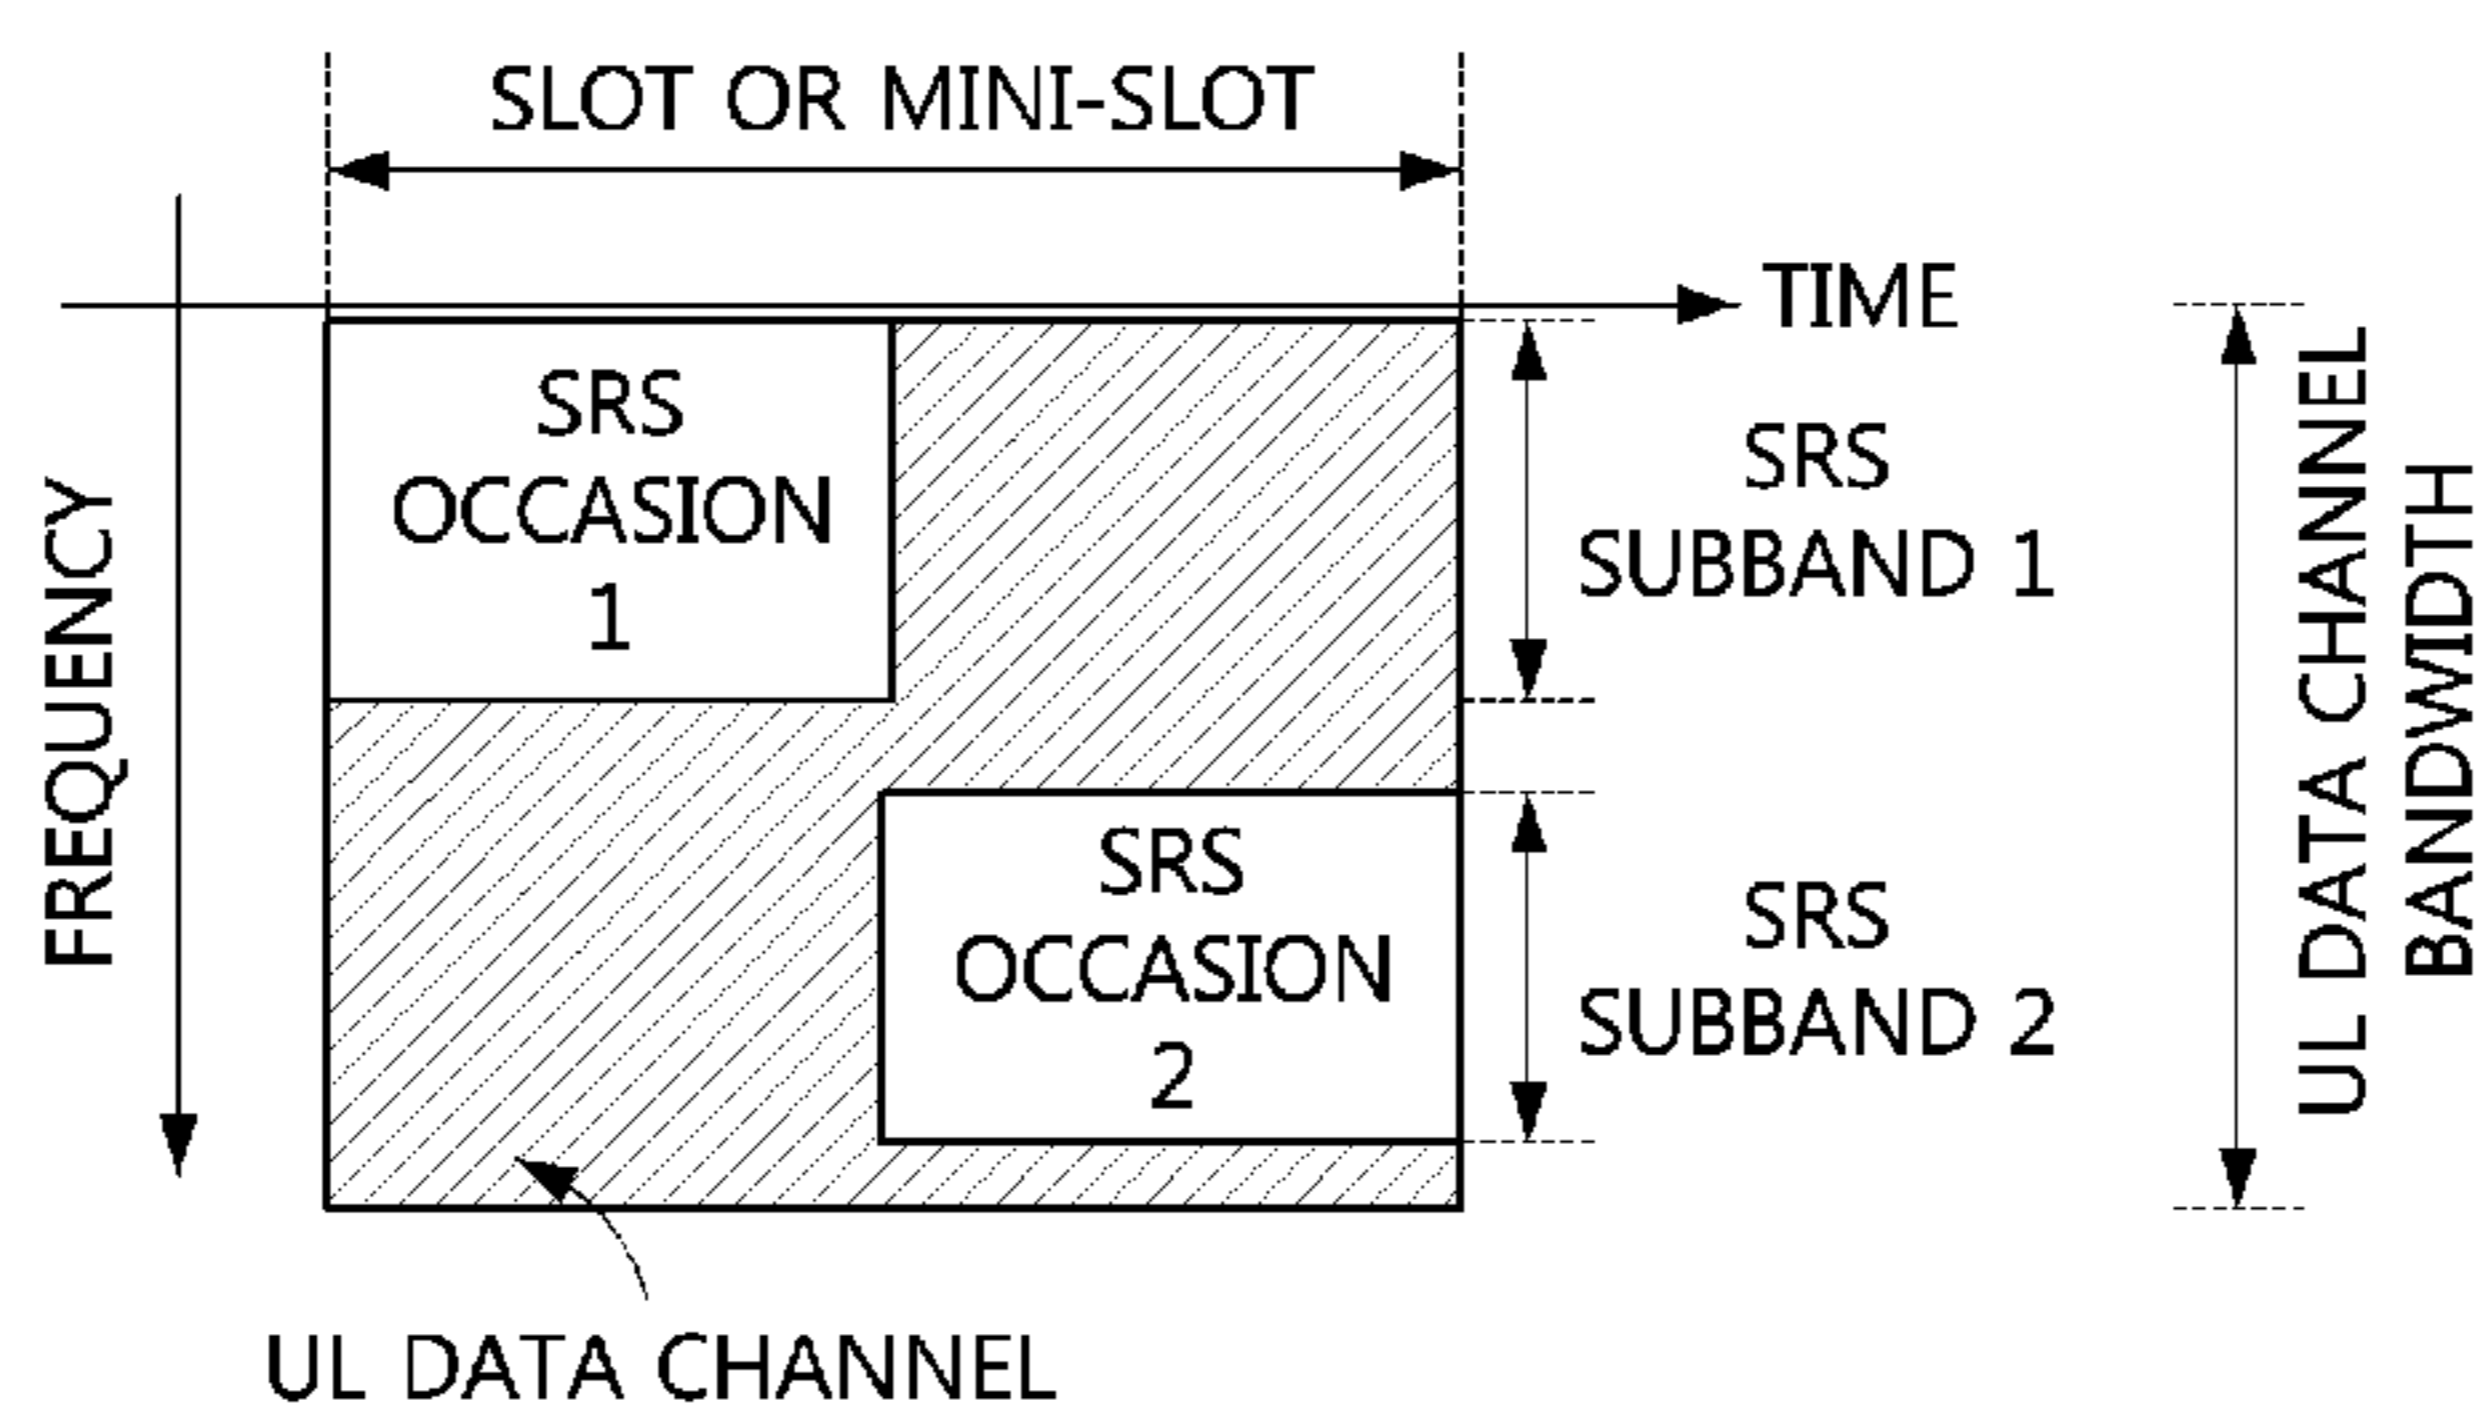 SLOT OR MINI-SLOT
TIME
FREQUENCY
SRS
OCCASION
1
SRS
SUBBAND 1
SRS
OCCASION
2
SRS
SUBBAND 2
UL DATA CHANNEL
BANDWIDTH
UL DATA CHANNEL